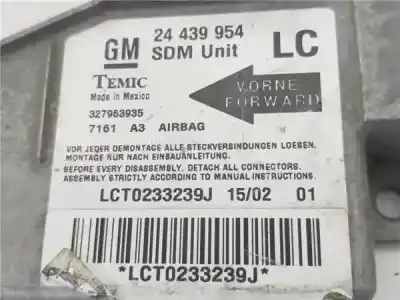 GM 24 439 954 LC
SDM Unit
TEMIC
Made in Mexico
VORNE
FORWARD
327963935
7161 A3 AIRBAG
VOR JEDER DEMONTAGE ALLE STECKVERBINDUNGEN LOESEN.
MONTAGE NUR NACH EINBAUANLEITUNG.
BEFORE EVERY DISASSEMBLY. DETACH ALL CONNECTORS.
ASSEMBLY STRICTLY ACCORDING TO MANUAL INSTRUCTIONS.
LCT0233239J 15/02 01
*LCT0233239J*